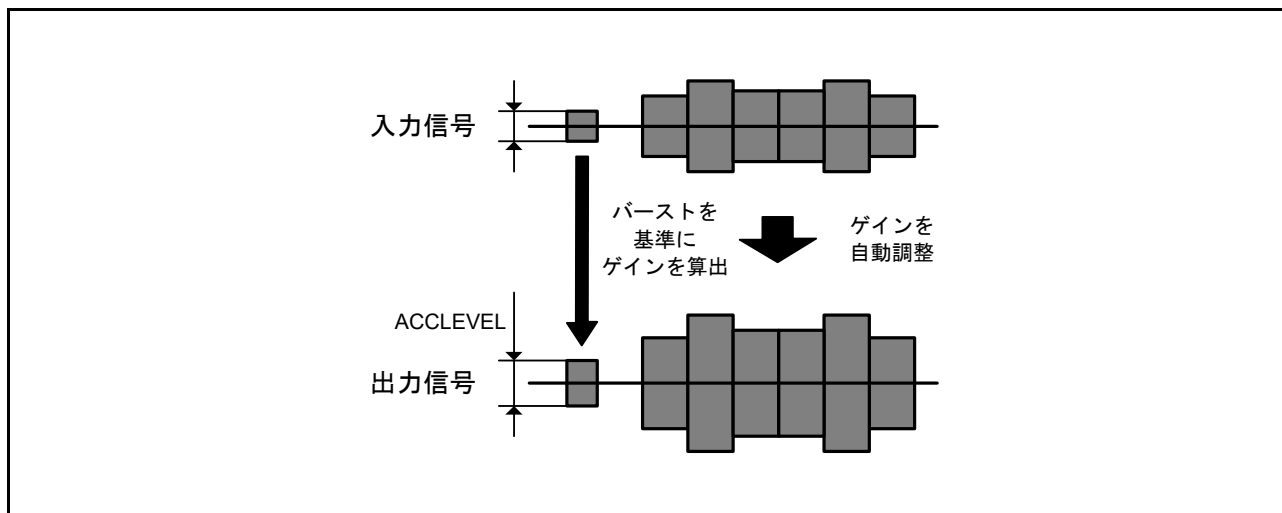 入力信号
バーストを
基準に
ゲインを算出
ゲインを
自動調整
ACCLEVEL
出力信号